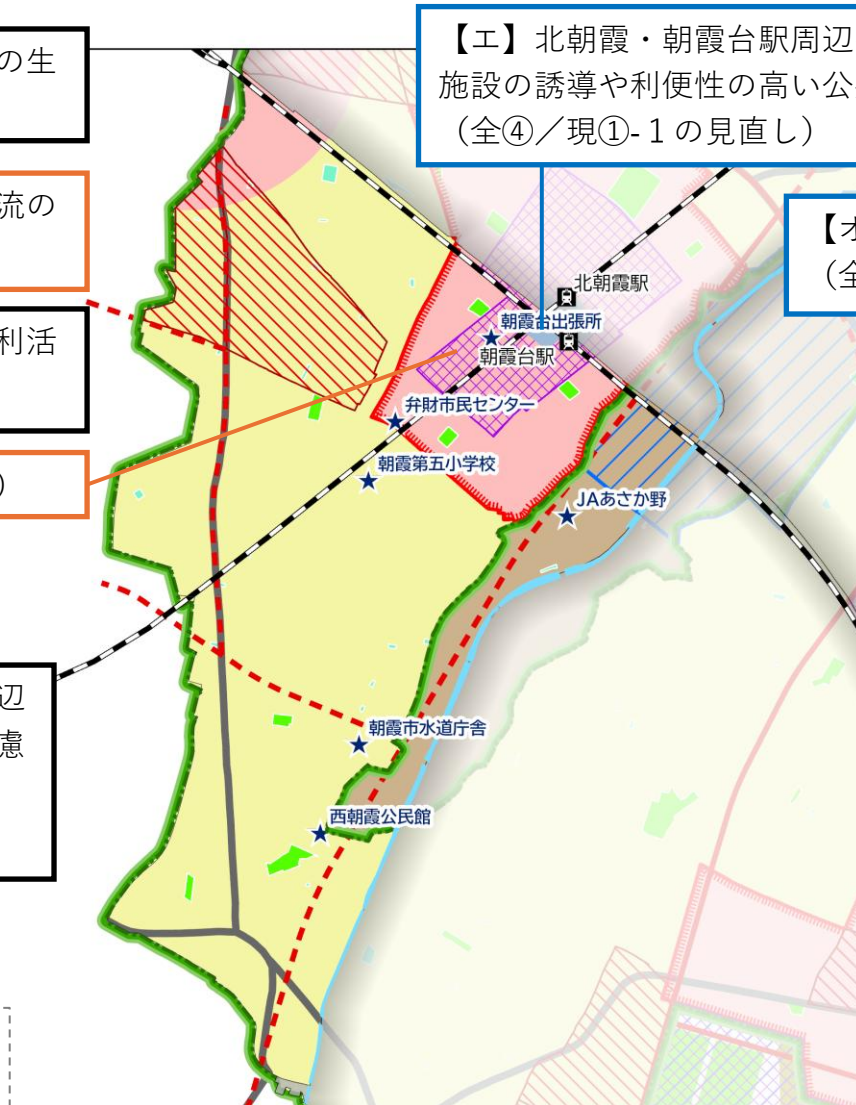 の生
【エ】北朝霞・朝霞台駅周辺
施設の誘導や利便性の高い公
（全④／現①-１の見直し）
流の
【オ
（全
利活
）
北朝霞駅
朝霞台出張所
朝霞台駅
弁財市民センター
朝霞第五小学校
JAあさか野
辺
慮
朝霞市水道庁舎
西朝霞公民館